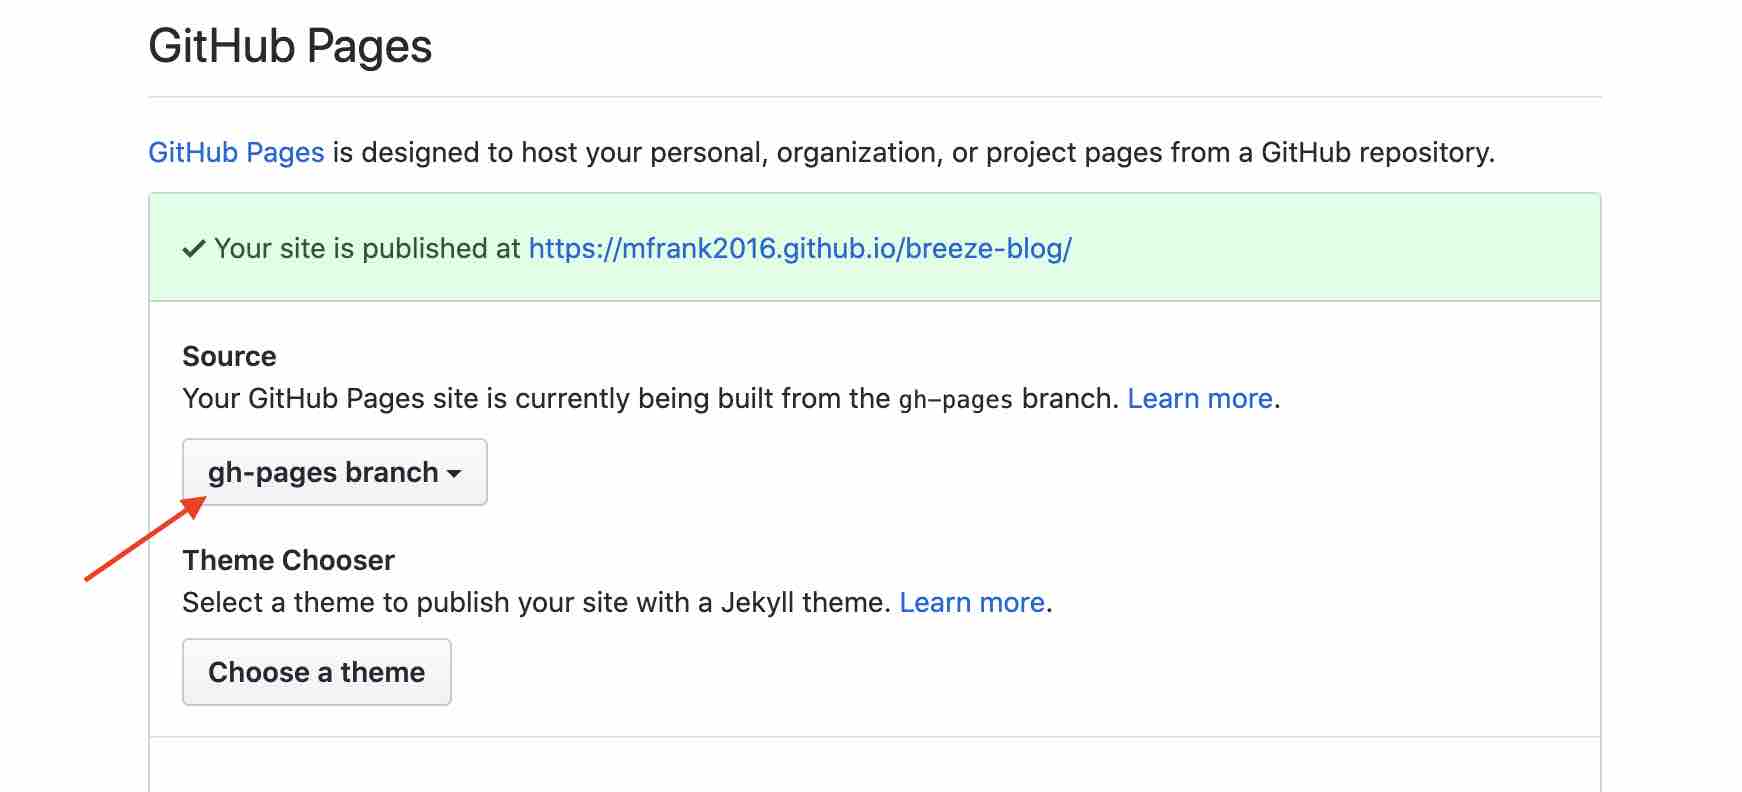 GitHub Pages
GitHub Pages is designed to host your personal, organization, or project pages from a GitHub repository.
Your site is published at https://mfrank2016.github.io/breeze-blog/
Source
Your GitHub Pages site is currently being built from the gh-pages branch. Learn more.
gh-pages branch
Theme Chooser
Select a theme to publish your site with a Jekyll theme. Learn more.
Choose a theme